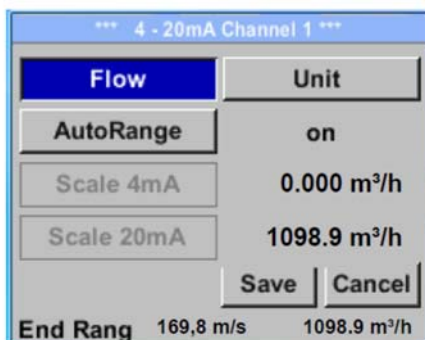 *** 4 - 20mA Channel 1 ***
Flow Unit
AutoRange on
Scale 4mA 0.000 m³/h
Scale 20mA 1098.9 m³/h
Save Cancel
End Rang 169,8 m/s 1098.9 m³/h